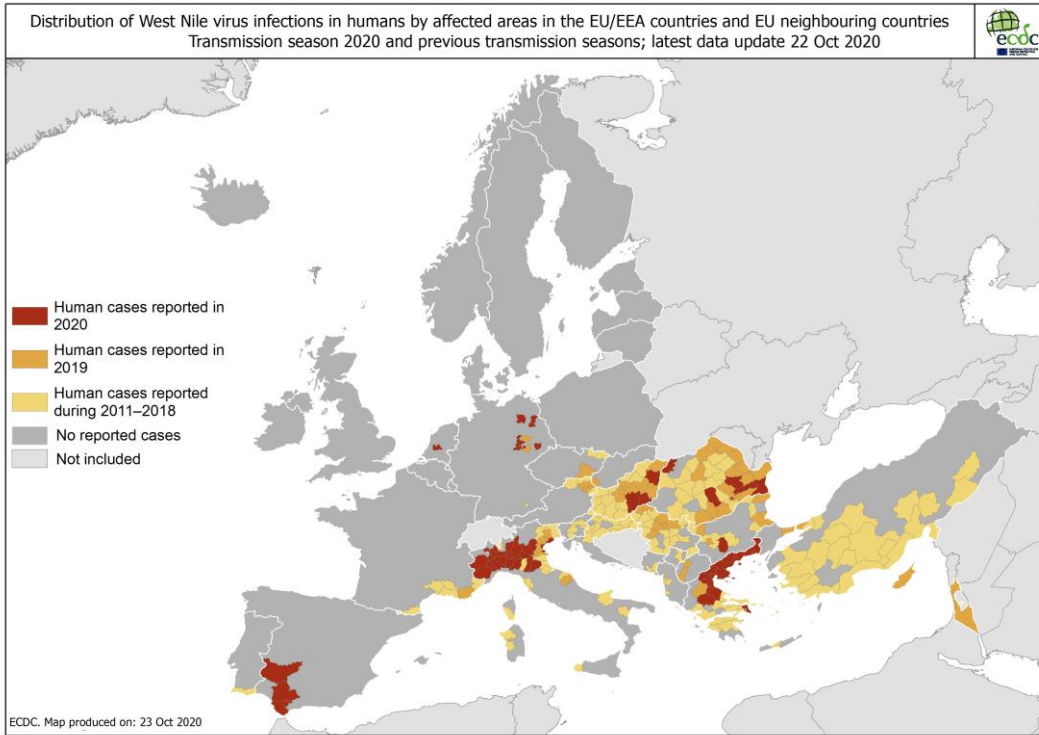 Distribution of West Nile virus infections in humans by affected areas in the EU/EEA countries and EU neighbouring countries
Transmission season 2020 and previous transmission seasons; latest data update 22 Oct 2020
ecdc
Human cases reported in
2020
Human cases reported in
2019
Human cases reported
during 2011–2018
No reported cases
Not included
ECDC. Map produced on: 23 Oct 2020